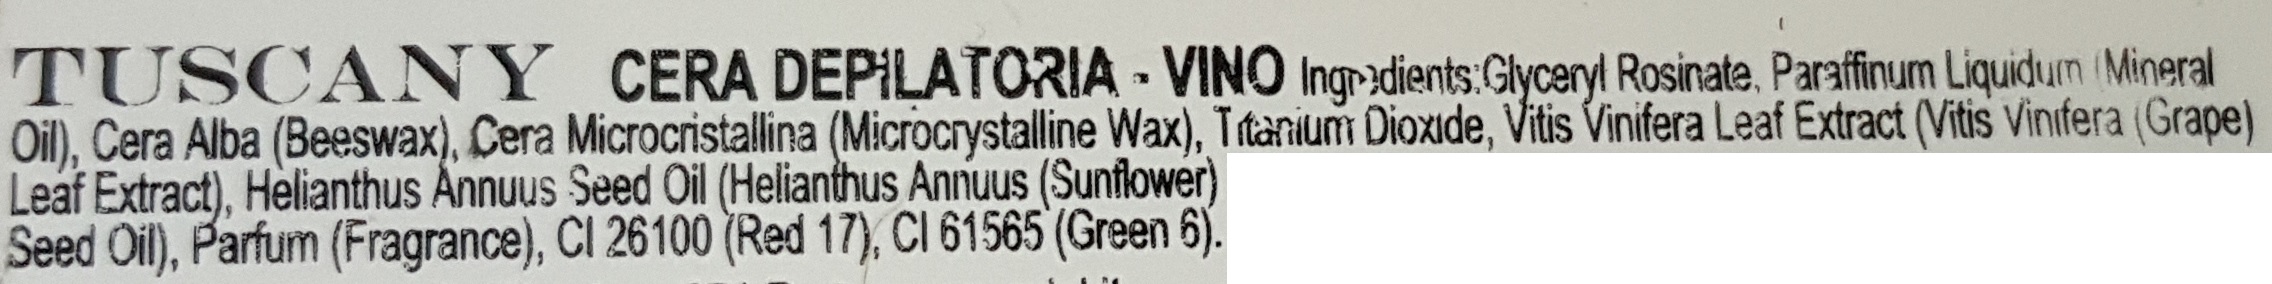 TUSCANY CERA DEPILATORIA - VINO Ingredients: Glyceryl Rosinate, Paraffinum Liquidum (Mineral
Oil), Cera Alba (Beeswax), Cera Microcristallina (Microcrystalline Wax), Titanium Dioxide, Vitis Vinifera Leaf Extract (Vitis Vinifera (Grape)
Leaf Extract), Helianthus Annuus Seed Oil (Helianthus Annuus (Sunflower)
Seed Oil), Parfum (Fragrance), CI 26100 (Red 17), CI 61565 (Green 6).